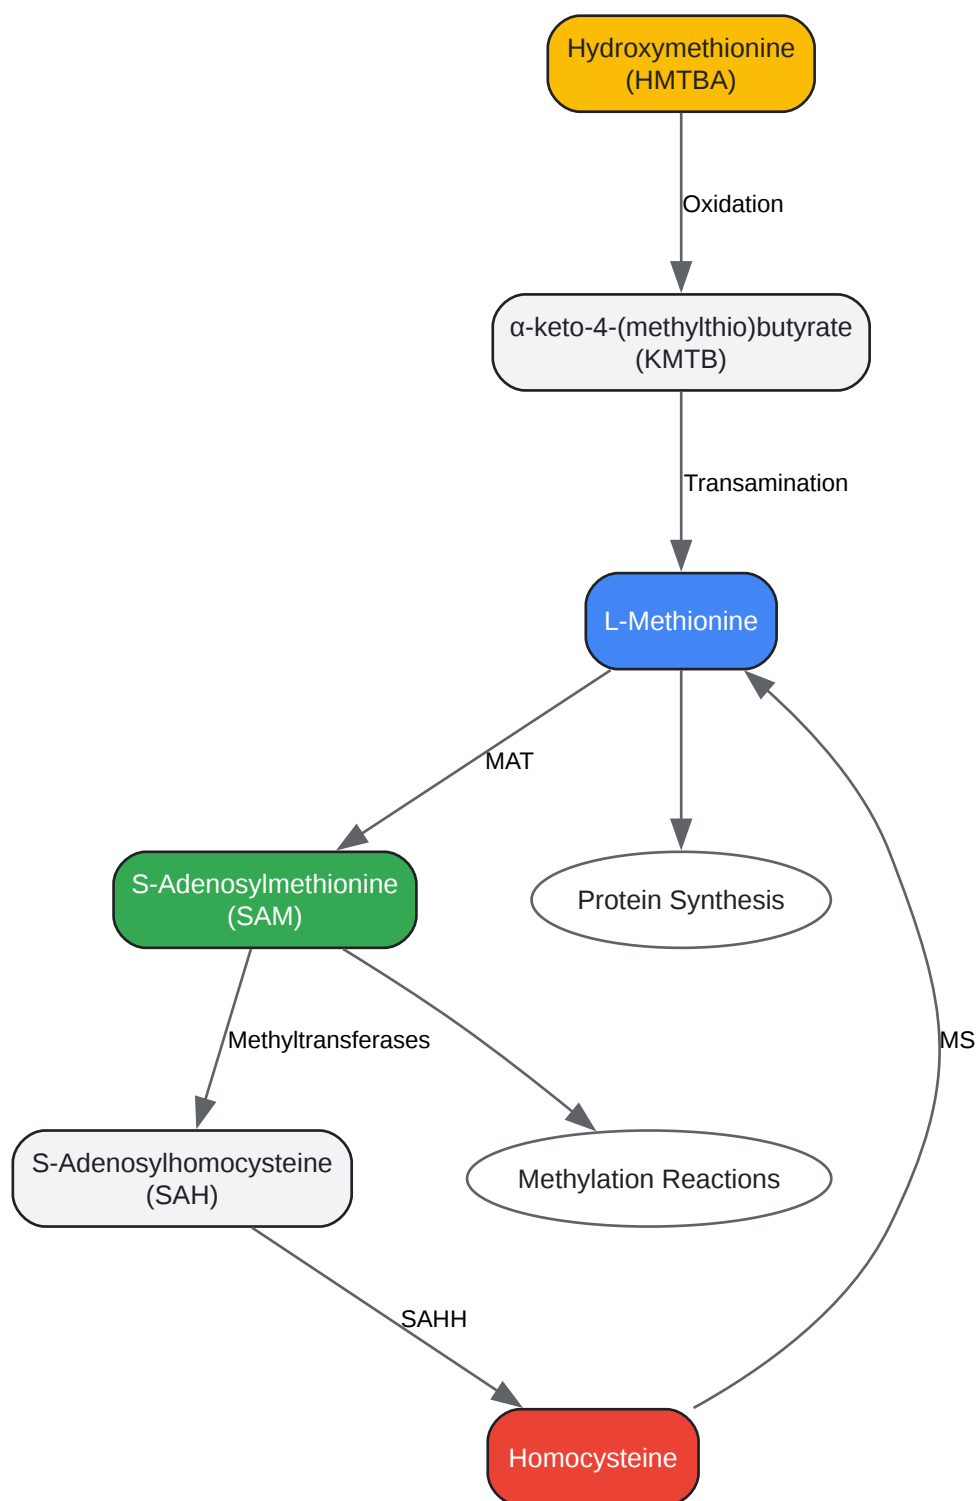 Hydroxymethionine
(HMTBA)
Oxidation
α-keto-4-(methylthio)butyrate
(KMTB)
Transamination
L-Methionine
MAT
S-Adenosylmethionine
(SAM)
Protein Synthesis
Methyltransferases
MS
S-Adenosylhomocysteine
(SAH)
Methylation Reactions
SAHH
Homocysteine